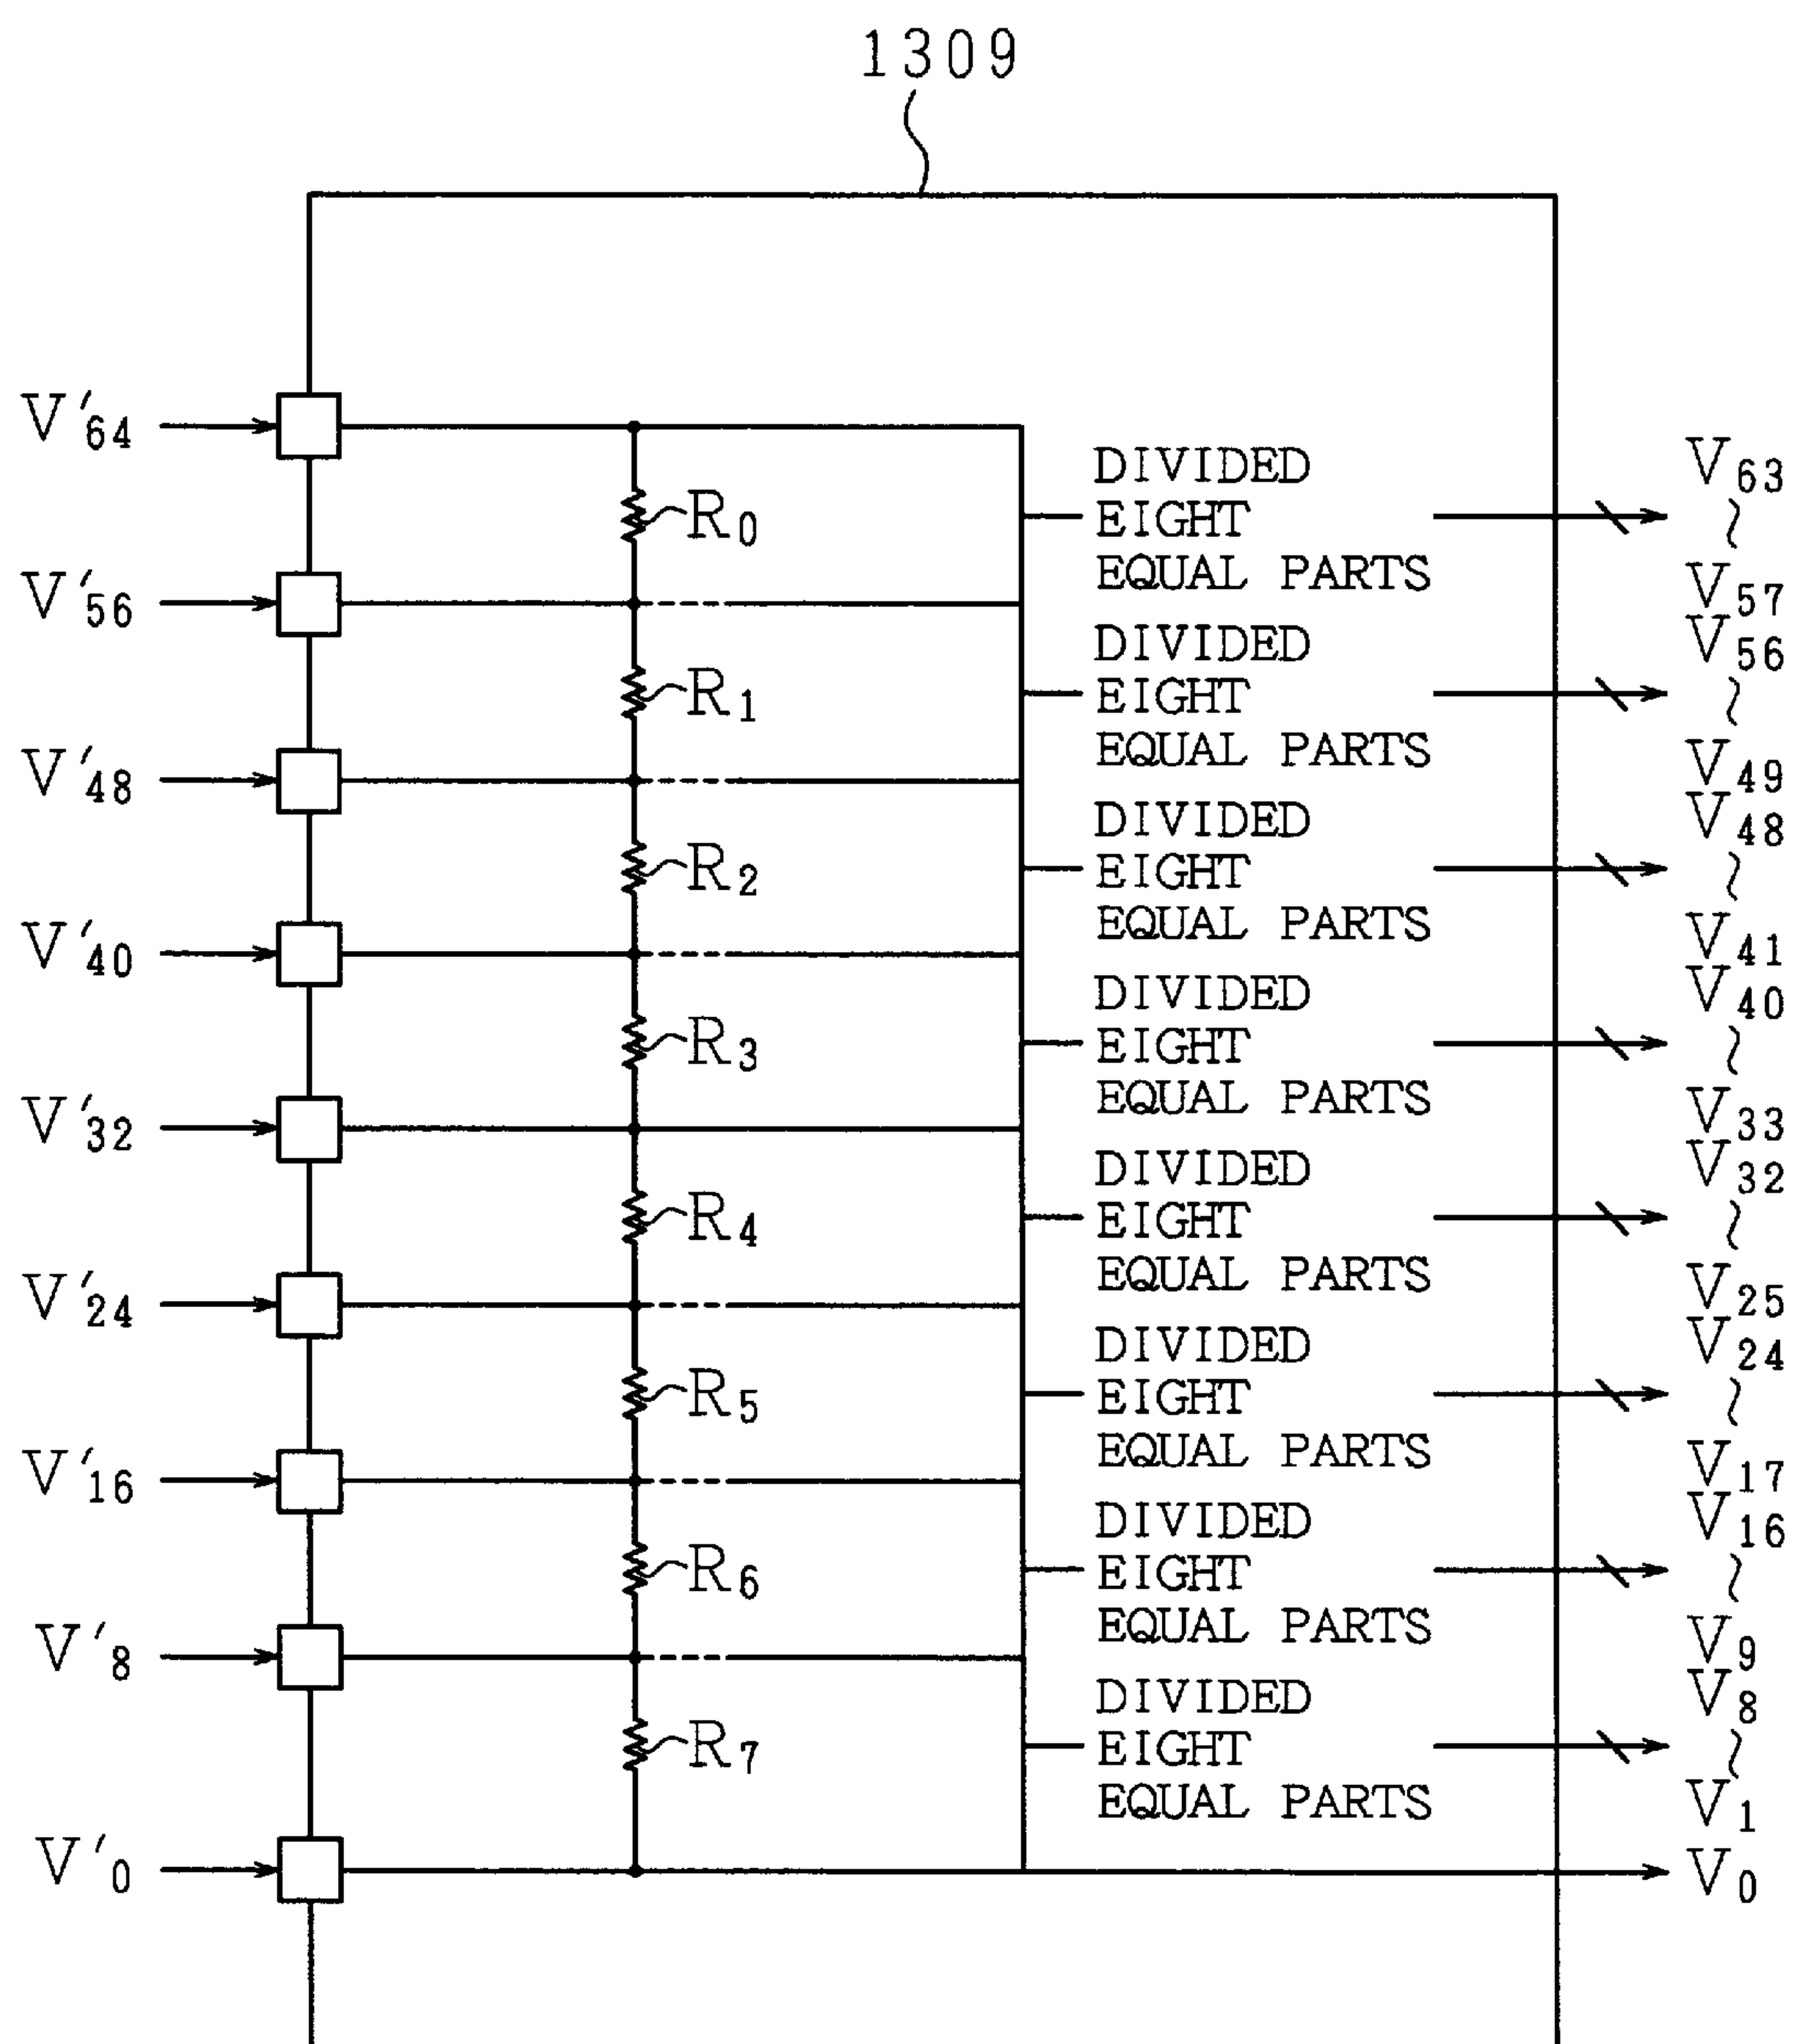 1309
V'64
DIVIDED
EIGHT
EQUAL PARTS
R0
V63
~
V57
V'56
DIVIDED
EIGHT
EQUAL PARTS
R1
V56
~
V49
V'48
DIVIDED
EIGHT
EQUAL PARTS
R2
V48
~
V41
V'40
DIVIDED
EIGHT
EQUAL PARTS
R3
V40
~
V33
V'32
DIVIDED
EIGHT
EQUAL PARTS
R4
V32
~
V25
V'24
DIVIDED
EIGHT
EQUAL PARTS
R5
V24
~
V17
V'16
DIVIDED
EIGHT
EQUAL PARTS
R6
V16
~
V9
V'8
DIVIDED
EIGHT
EQUAL PARTS
R7
V8
~
V1
V'0
V0